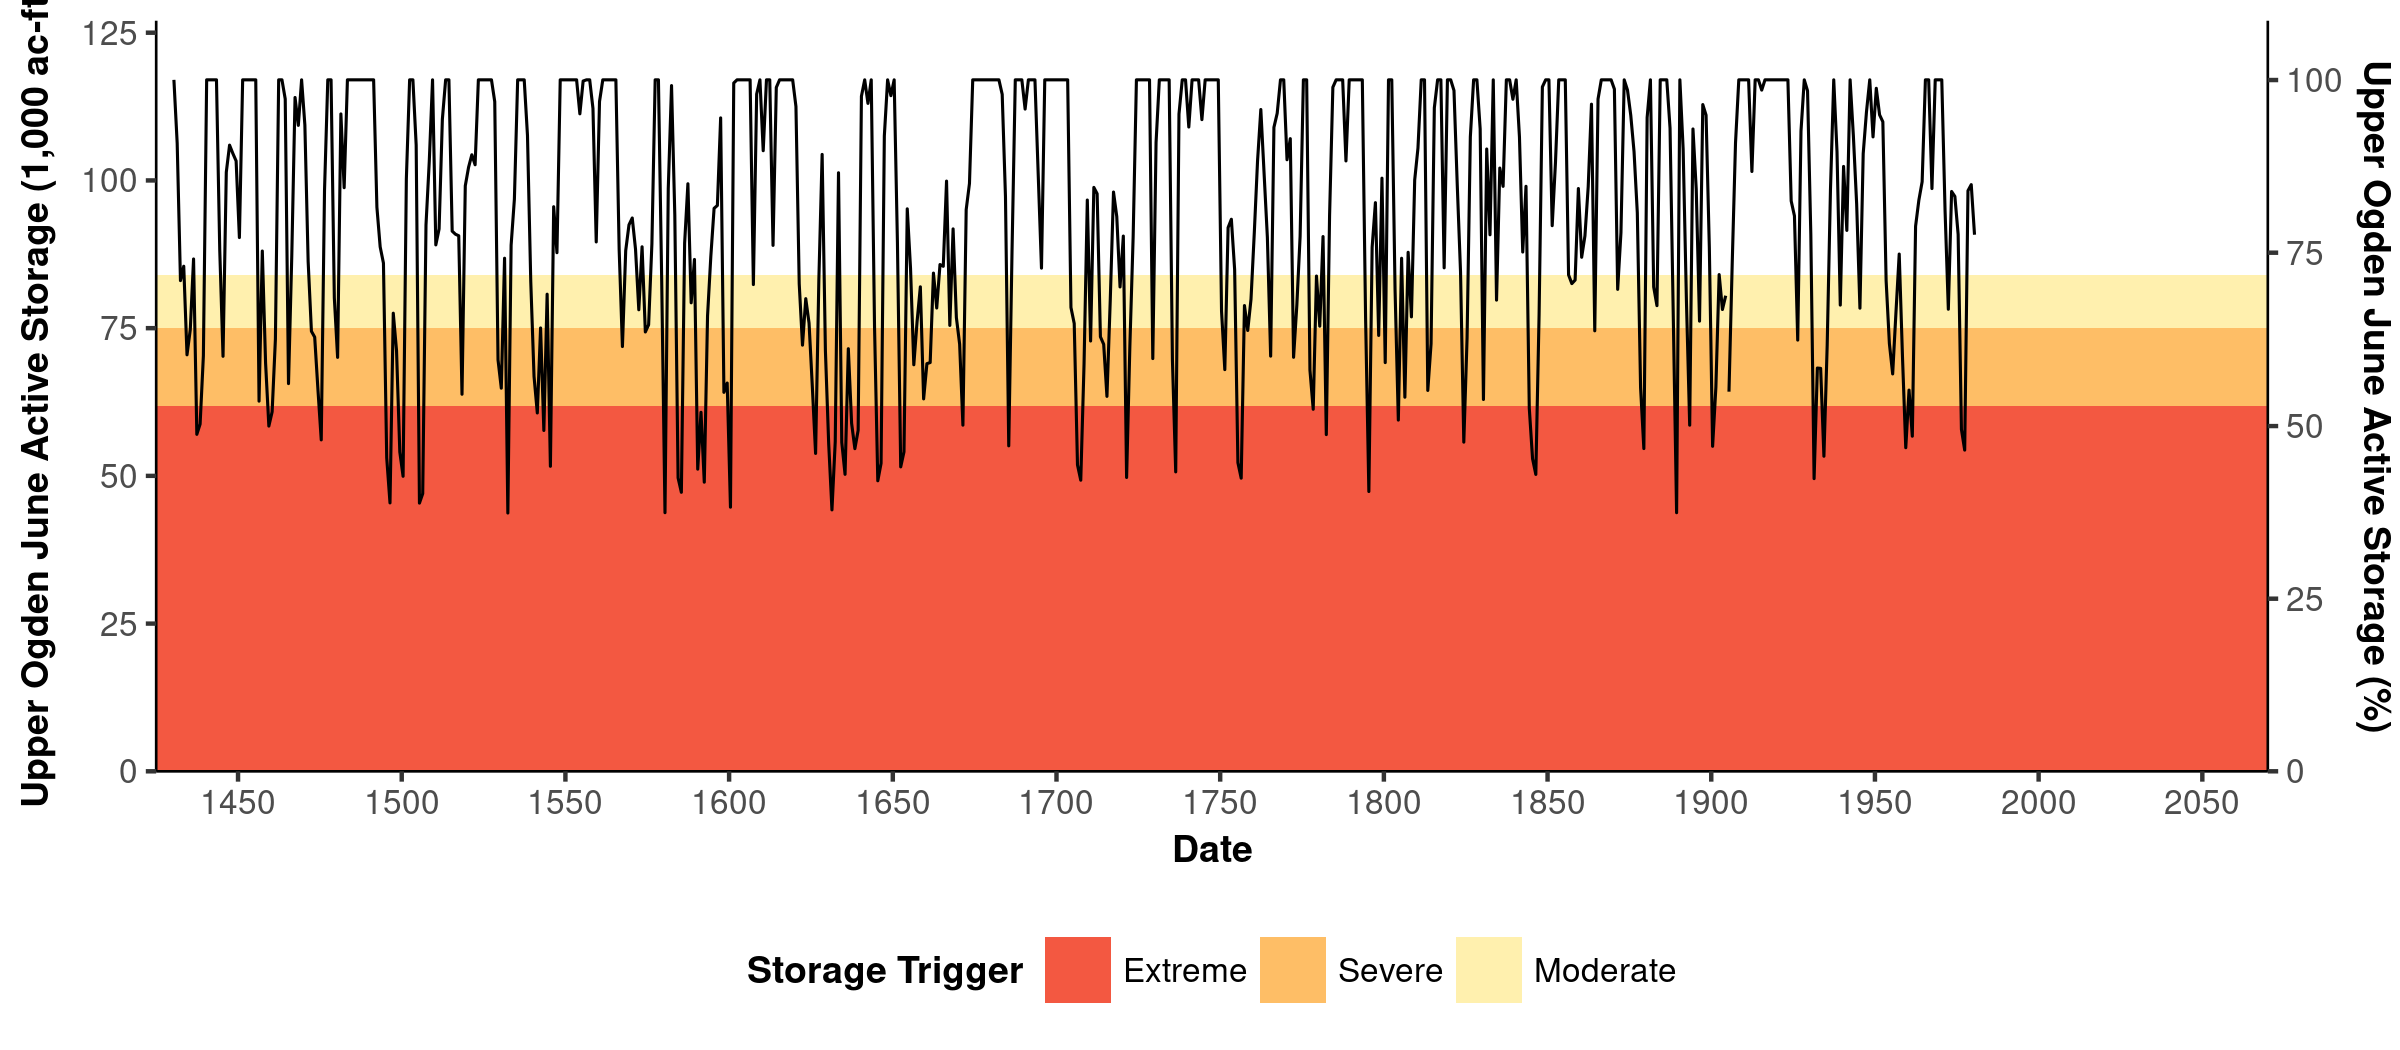 Upper Ogden June Active Storage (1,000 ac-ft
125
100
75
50
25
0
100
75
50
25
0
Upper Ogden June Active Storage (%)
1450 1500 1550 1600 1650 1700 1750 1800 1850 1900 1950 2000 2050
Date
Storage Trigger Extreme Severe Moderate